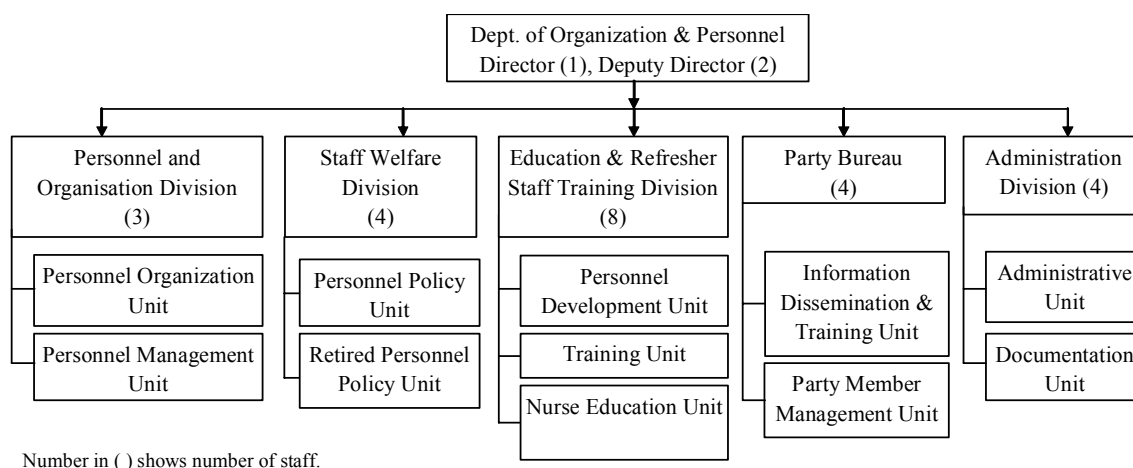 Dept. of Organization & Personnel
Director (1), Deputy Director (2)
Personnel and
Organisation Division
(3)
Staff Welfare
Division
(4)
Education & Refresher
Staff Training Division
(8)
Party Bureau
(4)
Administration
Division (4)
Personnel Organization
Unit
Personnel Management
Unit
Personnel Policy Unit
Retired Personnel
Policy Unit
Personnel
Development Unit
Training Unit
Nurse Education Unit
Information
Dissemination &
Training Unit
Party Member
Management Unit
Administrative
Unit
Documentation
Unit
Number in ( ) shows number of staff.